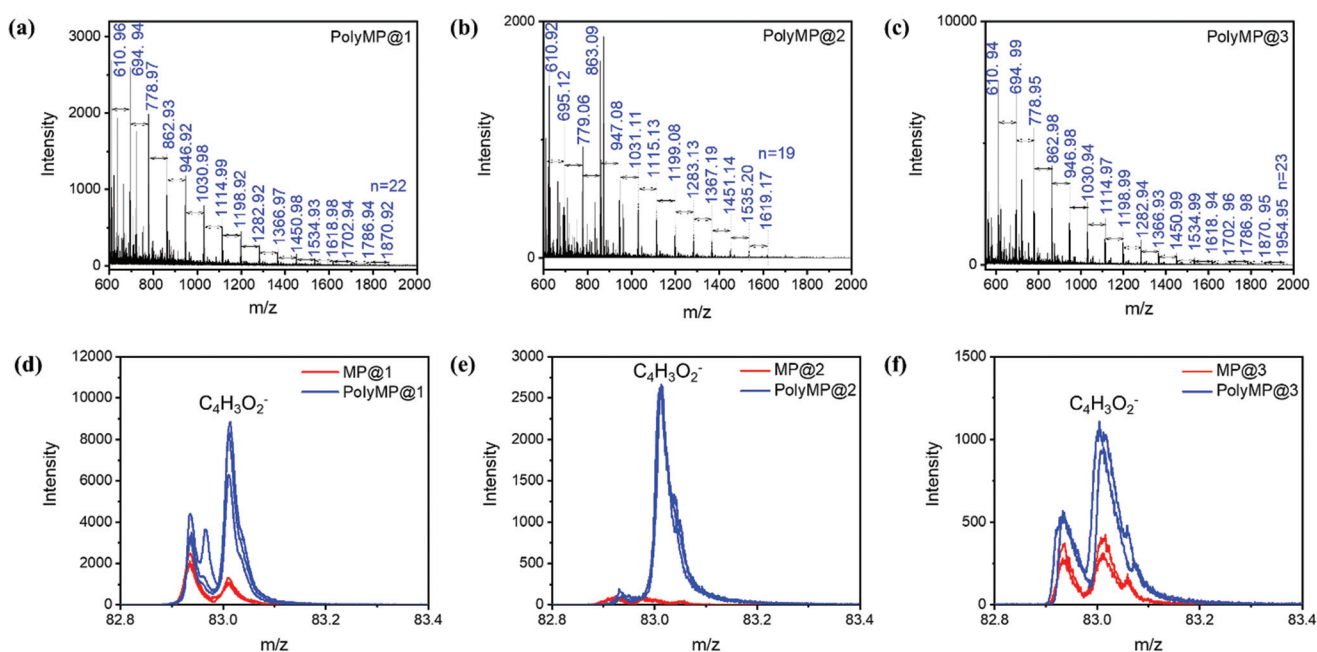 (a)
PolyMP@1
Intensity
3000
2000
1000
0
610. 96
694. 94
778.97
862.93
946.92
1030.98
1114.99
1198.92
1282.92
1366.97
1450.98
1534.93
1618.98
1702.94
1786.94
1870.92
n=22
600 800 1000 1200 1400 1600 1800 2000
m/z
(b)
PolyMP@2
Intensity
2000
0
610.92
695.12
779.06
863.09
947.08
1031.11
1115.13
1199.08
1283.13
1367.19
1451.14
1535.20
1619.17
n=19
600 800 1000 1200 1400 1600 1800 2000
m/z
(c)
PolyMP@3
Intensity
10000
0
610. 94
694. 99
778.95
862.98
946.98
1030.94
1114.97
1198.99
1282.94
1366.93
1450.99
1534.99
1618. 94
1702. 96
1786. 98
1870. 95
1954.95
n=23
600 800 1000 1200 1400 1600 1800 2000
m/z
(d)
MP@1
PolyMP@1
C₄H₃O₂⁻
Intensity
12000
10000
8000
6000
4000
2000
0
82.8 83.0 83.2 83.4
m/z
(e)
MP@2
PolyMP@2
C₄H₃O₂⁻
Intensity
3000
2500
2000
1500
1000
500
0
82.8 83.0 83.2 83.4
m/z
(f)
MP@3
PolyMP@3
C₄H₃O₂⁻
Intensity
1500
1000
500
0
82.8 83.0 83.2 83.4
m/z